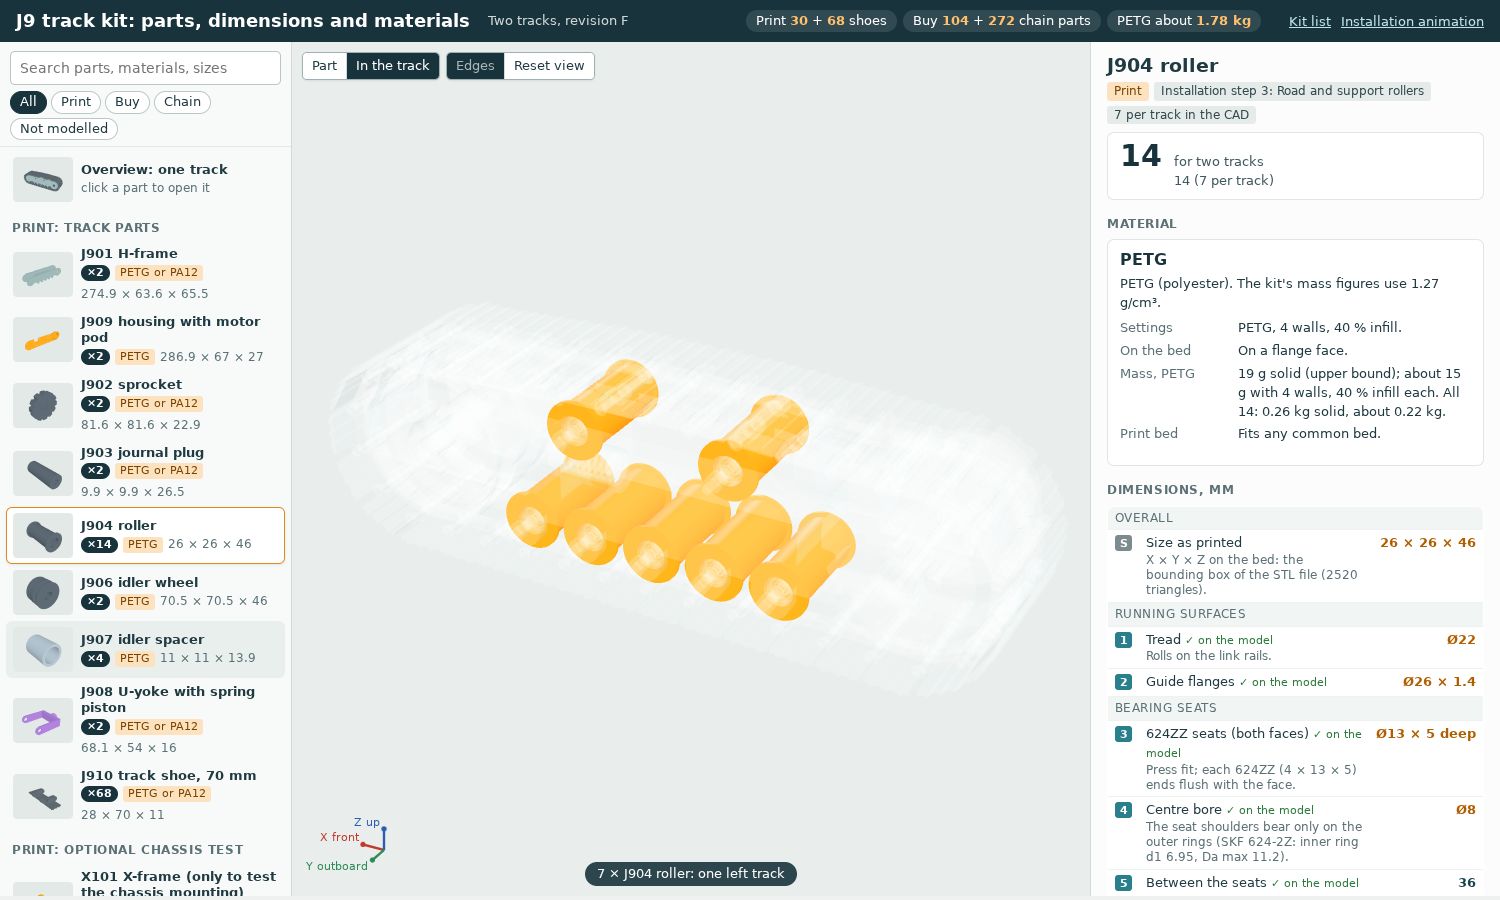 J9 track kit: parts, dimensions and materials
Two tracks, revision F
Print 30 + 68 shoes
Buy 104 + 272 chain parts
PETG about 1.78 kg
Kit list
Installation animation
Search parts, materials, sizes
All
Print
Buy
Chain
Not modelled
Overview: one track
click a part to open it
PRINT: TRACK PARTS
J901 H-frame
×2 PETG or PA12
274.9 × 63.6 × 65.5
J909 housing with motor
pod
×2 PETG 286.9 × 67 × 27
J902 sprocket
×2 PETG or PA12
81.6 × 81.6 × 22.9
J903 journal plug
×2 PETG or PA12
9.9 × 9.9 × 26.5
J904 roller
×14 PETG 26 × 26 × 46
J906 idler wheel
×2 PETG 70.5 × 70.5 × 46
J907 idler spacer
×4 PETG 11 × 11 × 13.9
J908 U-yoke with spring
piston
×2 PETG or PA12
68.1 × 54 × 16
J910 track shoe, 70 mm
×68 PETG or PA12
28 × 70 × 11
PRINT: OPTIONAL CHASSIS TEST
X101 X-frame (only to test
the chassis mounting)
Part
In the track
Edges
Reset view
Z up
X front
Y outboard
7 × J904 roller: one left track
J904 roller
Print
Installation step 3: Road and support rollers
7 per track in the CAD
14 for two tracks
14 (7 per track)
MATERIAL
PETG
PETG (polyester). The kit's mass figures use 1.27
g/cm³.
Settings PETG, 4 walls, 40 % infill.
On the bed On a flange face.
Mass, PETG 19 g solid (upper bound); about 15
g with 4 walls, 40 % infill each. All
14: 0.26 kg solid, about 0.22 kg.
Print bed Fits any common bed.
DIMENSIONS, MM
OVERALL
S Size as printed 26 × 26 × 46
X × Y × Z on the bed: the
bounding box of the STL file (2520
triangles).
RUNNING SURFACES
1 Tread ✓ on the model Ø22
Rolls on the link rails.
2 Guide flanges ✓ on the model Ø26 × 1.4
BEARING SEATS
3 624ZZ seats (both faces) ✓ on the Ø13 × 5 deep
model
Press fit; each 624ZZ (4 × 13 × 5)
ends flush with the face.
4 Centre bore ✓ on the model Ø8
The seat shoulders bear only on the
outer rings (SKF 624-2Z: inner ring
d1 6.95, Da max 11.2).
5 Between the seats ✓ on the model 36